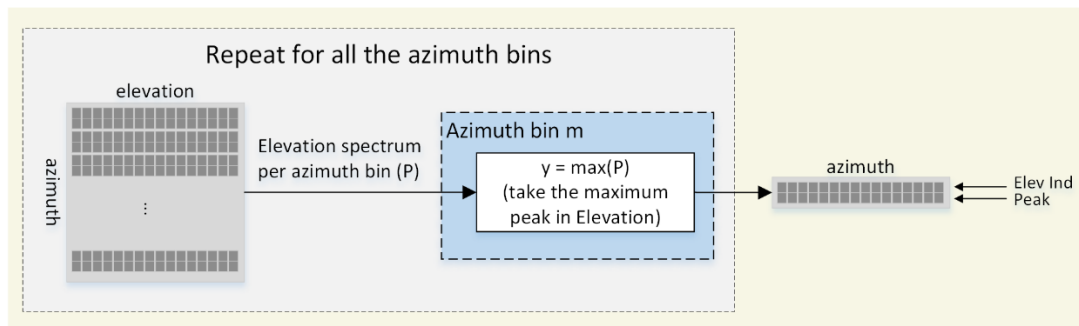 Repeat for all the azimuth bins
elevation
azimuth
...
Elevation spectrum
per azimuth bin (P)
Azimuth bin m
y = max(P)
(take the maximum
peak in Elevation)
azimuth
Elev Ind
Peak